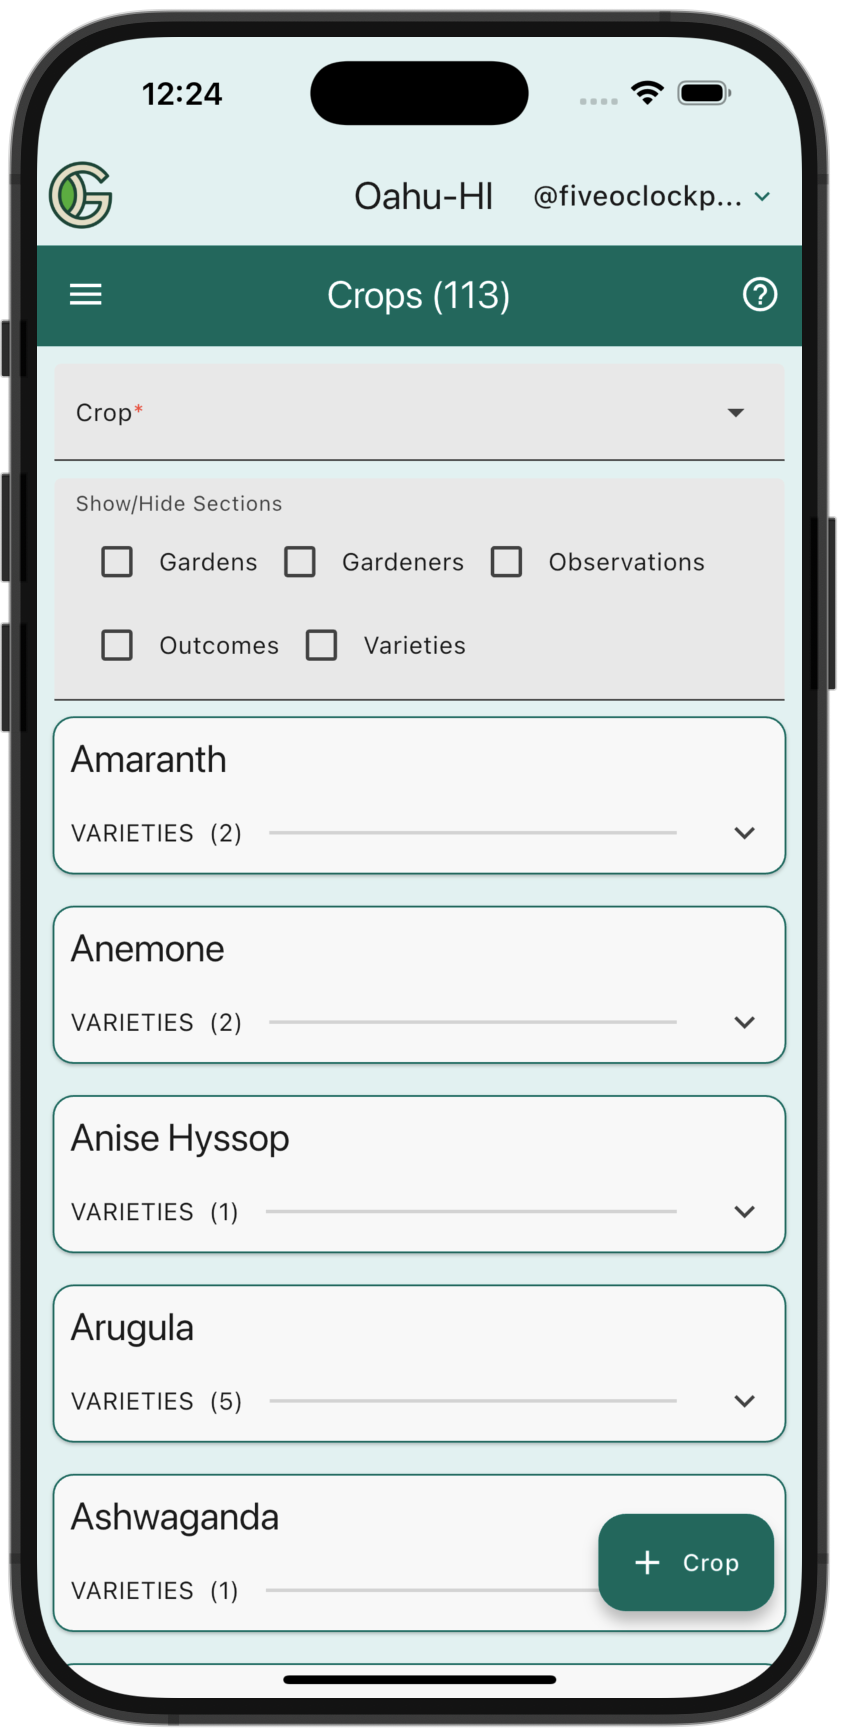 12:24
Oahu-HI @fiveoclockp...
Crops (113)
Crop*
Show/Hide Sections
Gardens Gardeners Observations
Outcomes Varieties
Amaranth
VARIETIES (2)
Anemone
VARIETIES (2)
Anise Hyssop
VARIETIES (1)
Arugula
VARIETIES (5)
Ashwaganda
VARIETIES (1)
+ Crop